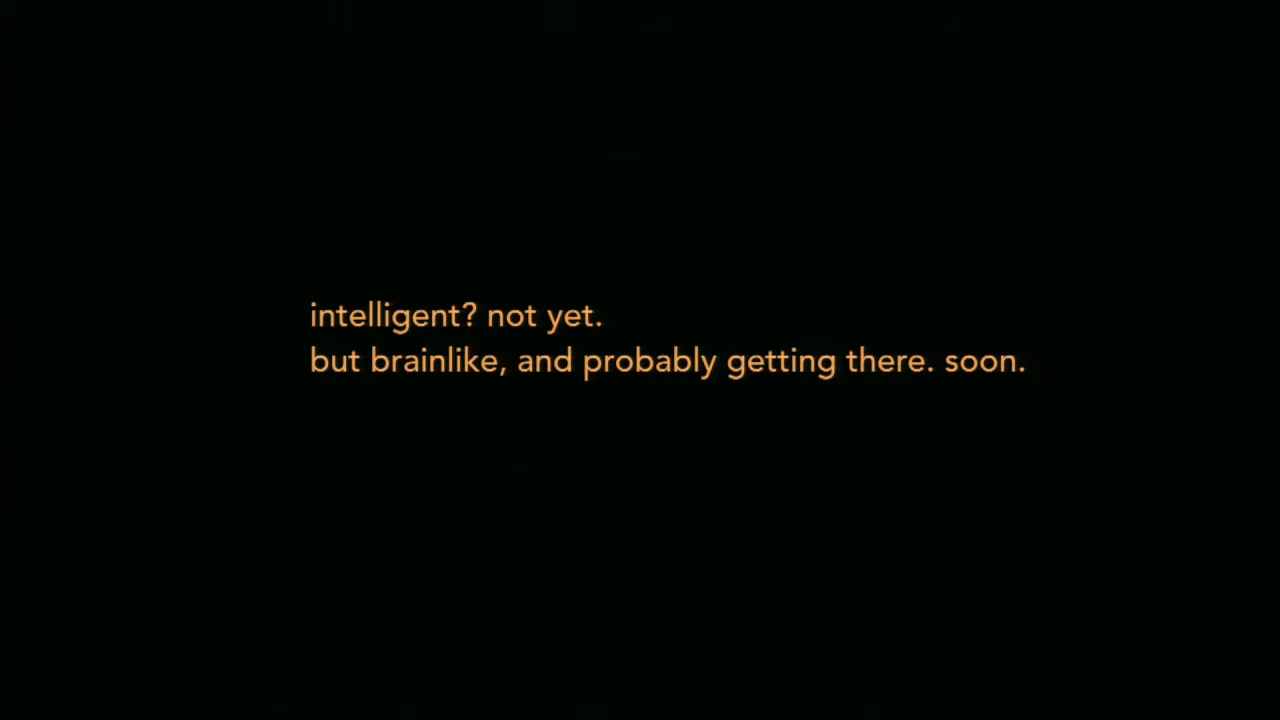 intelligent? not yet.
but brainlike, and probably getting there. soon.